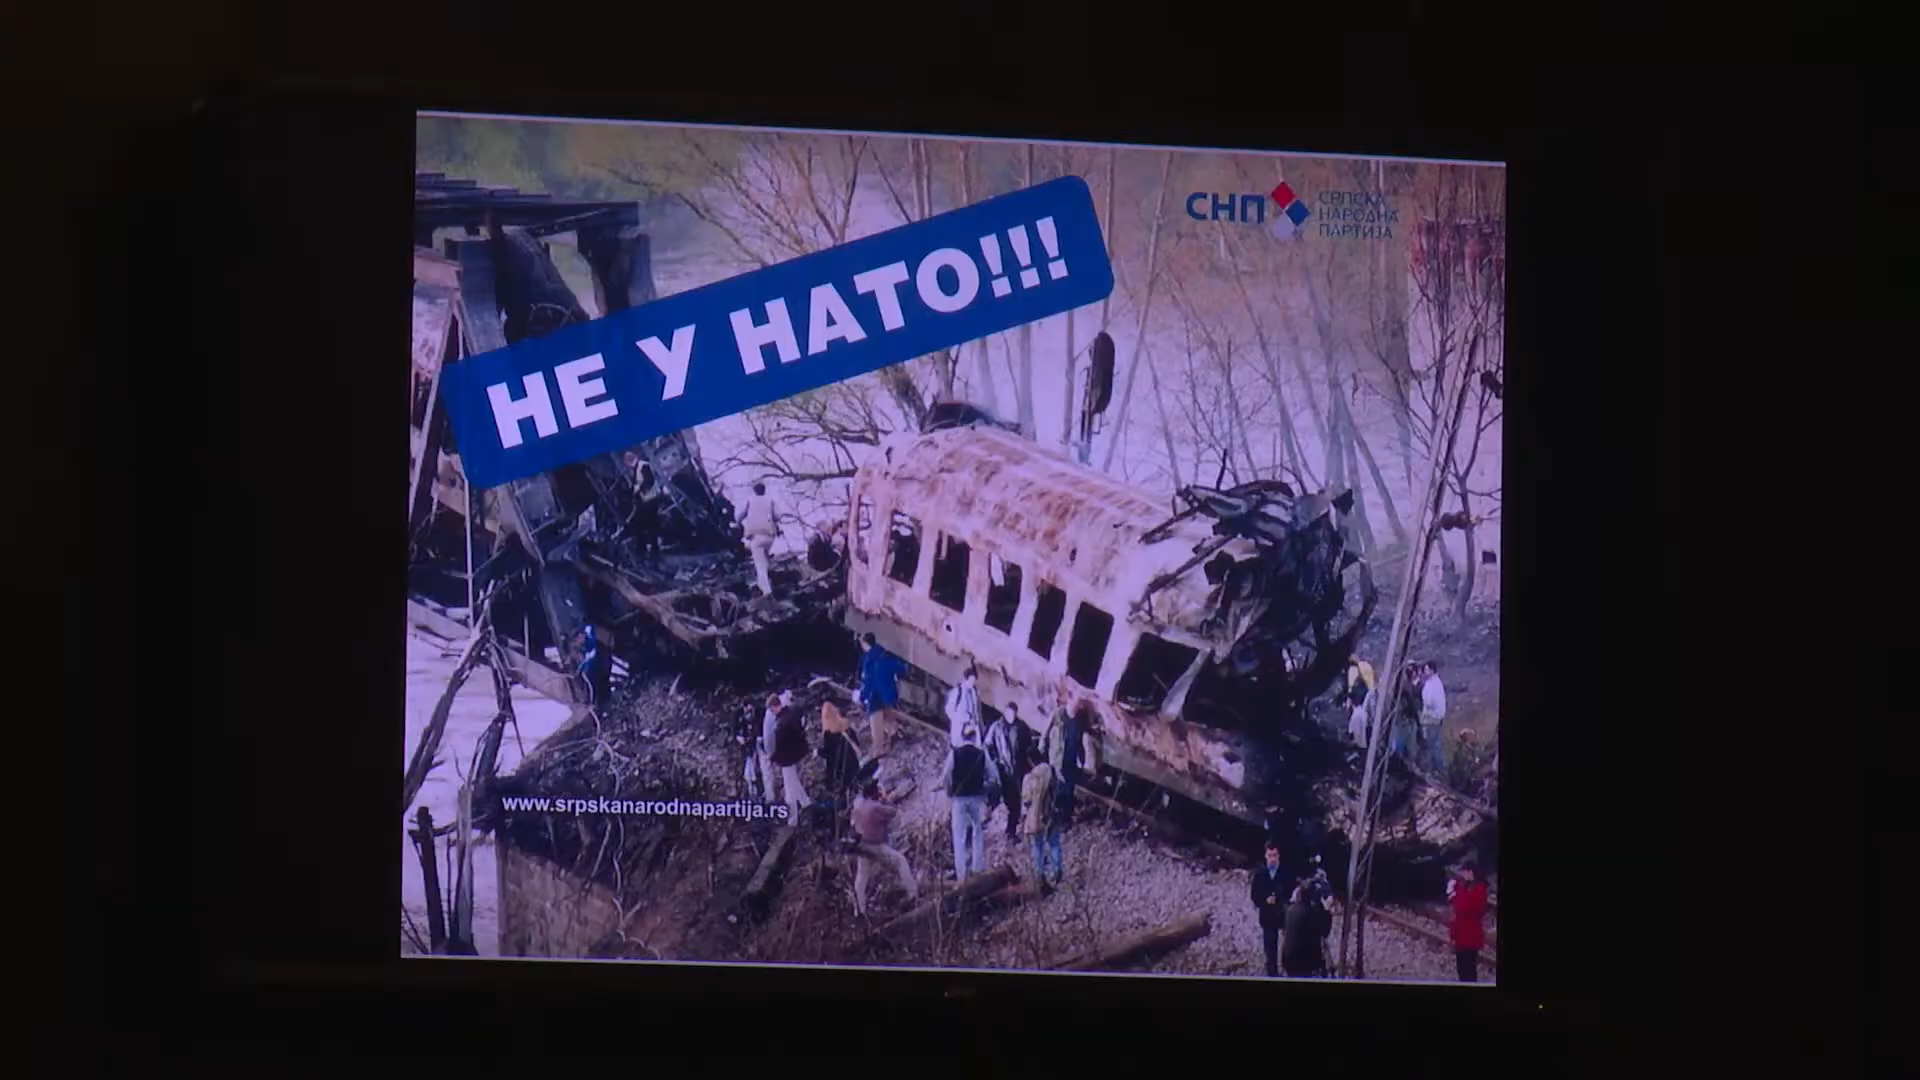 НЕ У НАТО!!!
СНП
СРПСКА
НАРОДНА
ПАРТИЈА
www.srpskanarodnapartija.rs